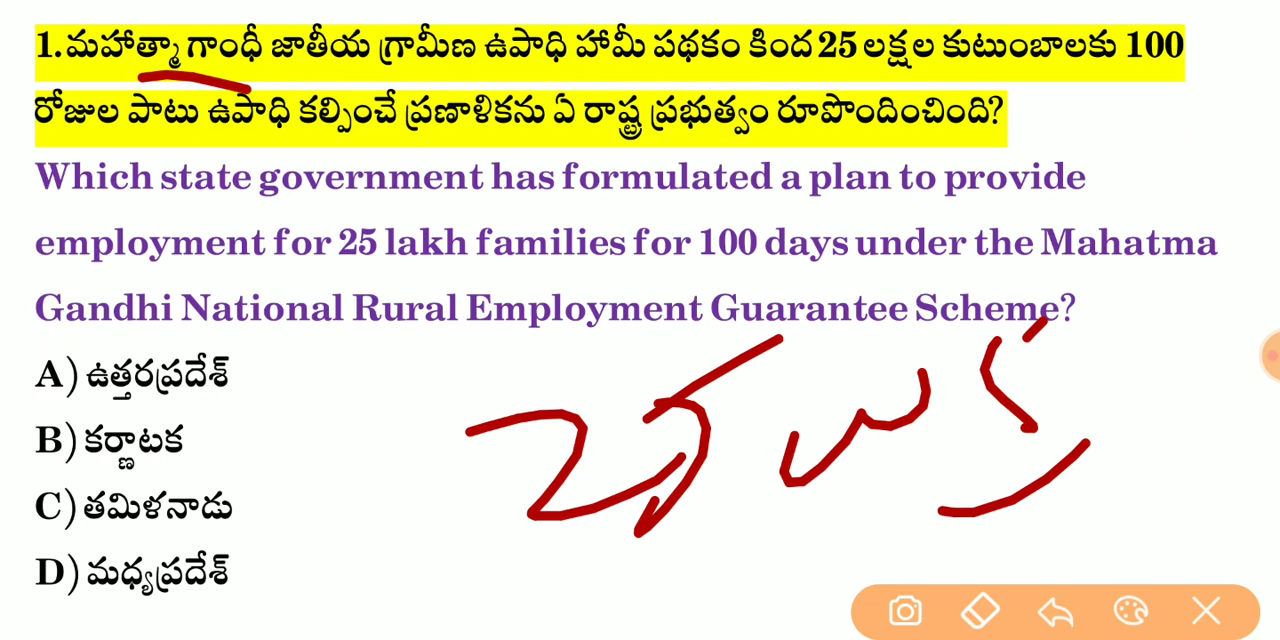 1.మహాత్మా గాంధీ జాతీయ గ్రామీణ ఉపాధి హామీ పథకం కింద 25 లక్షల కుటుంబాలకు 100
రోజుల పాటు ఉపాధి కల్పించే ప్రణాళికను ఏ రాష్ట్ర ప్రభుత్వం రూపొందించింది?
Which state government has formulated a plan to provide
employment for 25 lakh families for 100 days under the Mahatma
Gandhi National Rural Employment Guarantee Scheme?
A) ఉత్తరప్రదేశ్
B) కర్ణాటక
C) తమిళనాడు
D) మధ్యప్రదేశ్